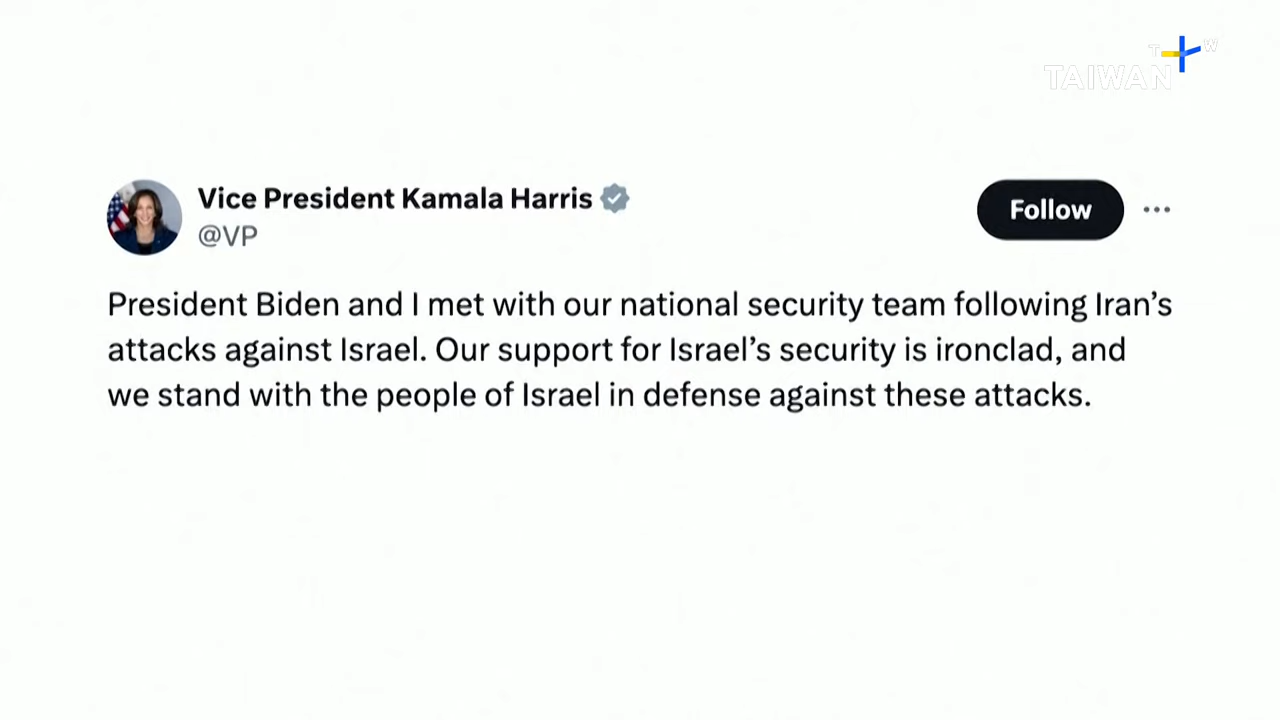 T W
TAIWAN
Vice President Kamala Harris
@VP
Follow
President Biden and I met with our national security team following Iran’s
attacks against Israel. Our support for Israel’s security is ironclad, and
we stand with the people of Israel in defense against these attacks.